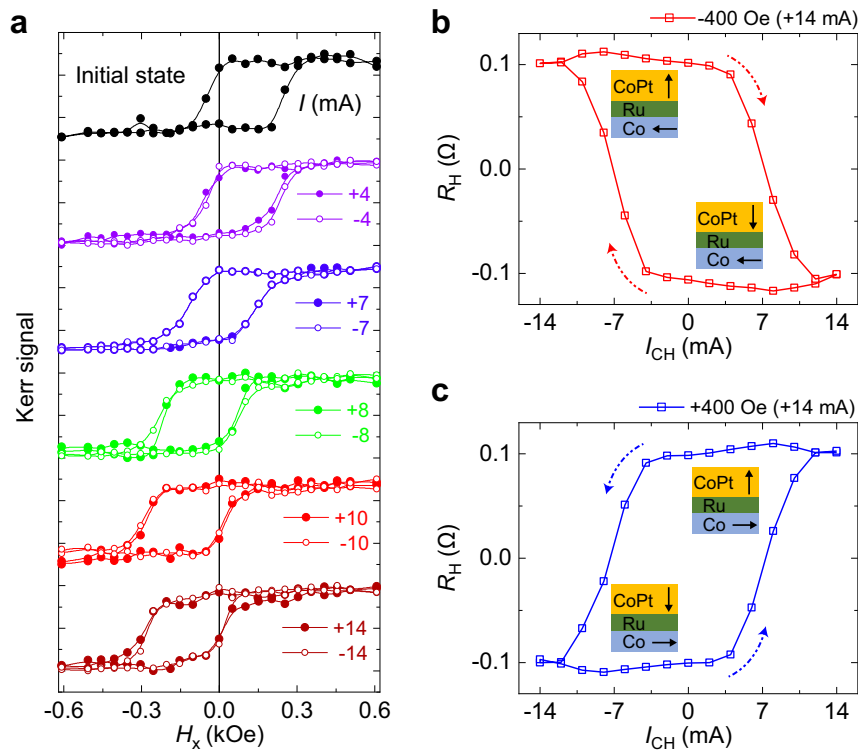 a
Initial state
I (mA)
+4
-4
+7
-7
+8
-8
+10
-10
+14
-14
Kerr signal
-0.6 -0.3 0.0 0.3 0.6
Hx (kOe)
b
-400 Oe (+14 mA)
0.1
0.0
-0.1
RH (Ω)
CoPt
Ru
Co
CoPt
Ru
Co
-14 -7 0 7 14
ICH (mA)
c
+400 Oe (+14 mA)
0.1
0.0
-0.1
RH (Ω)
CoPt
Ru
Co
CoPt
Ru
Co
-14 -7 0 7 14
ICH (mA)